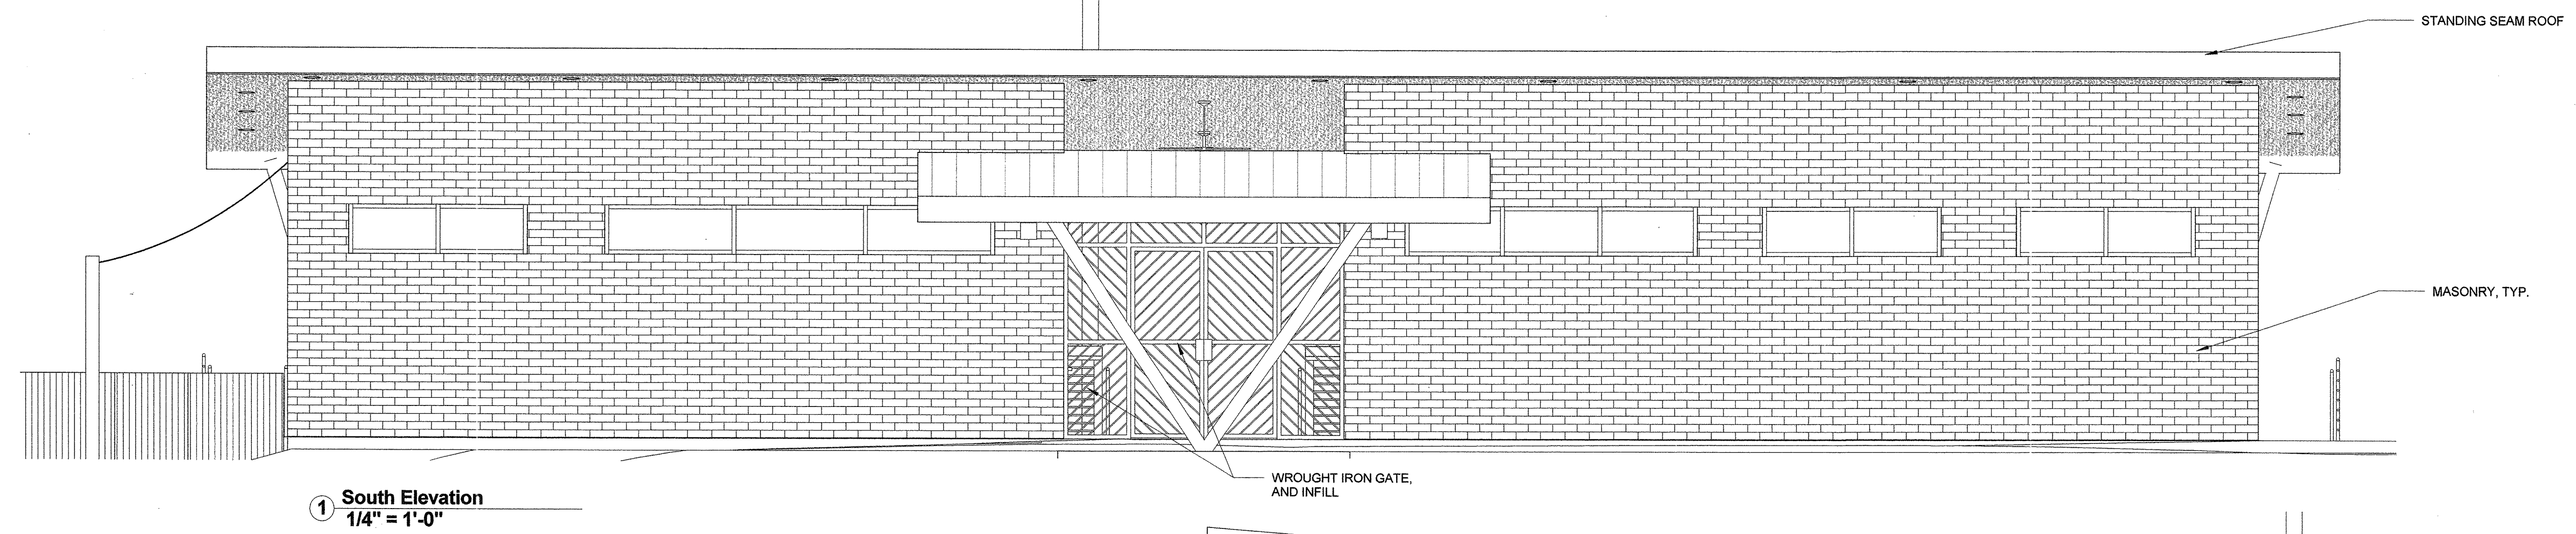 STANDING SEAM ROOF
MASONRY, TYP.
WROUGHT IRON GATE,
AND INFILL
1 South Elevation
1/4" = 1'-0"